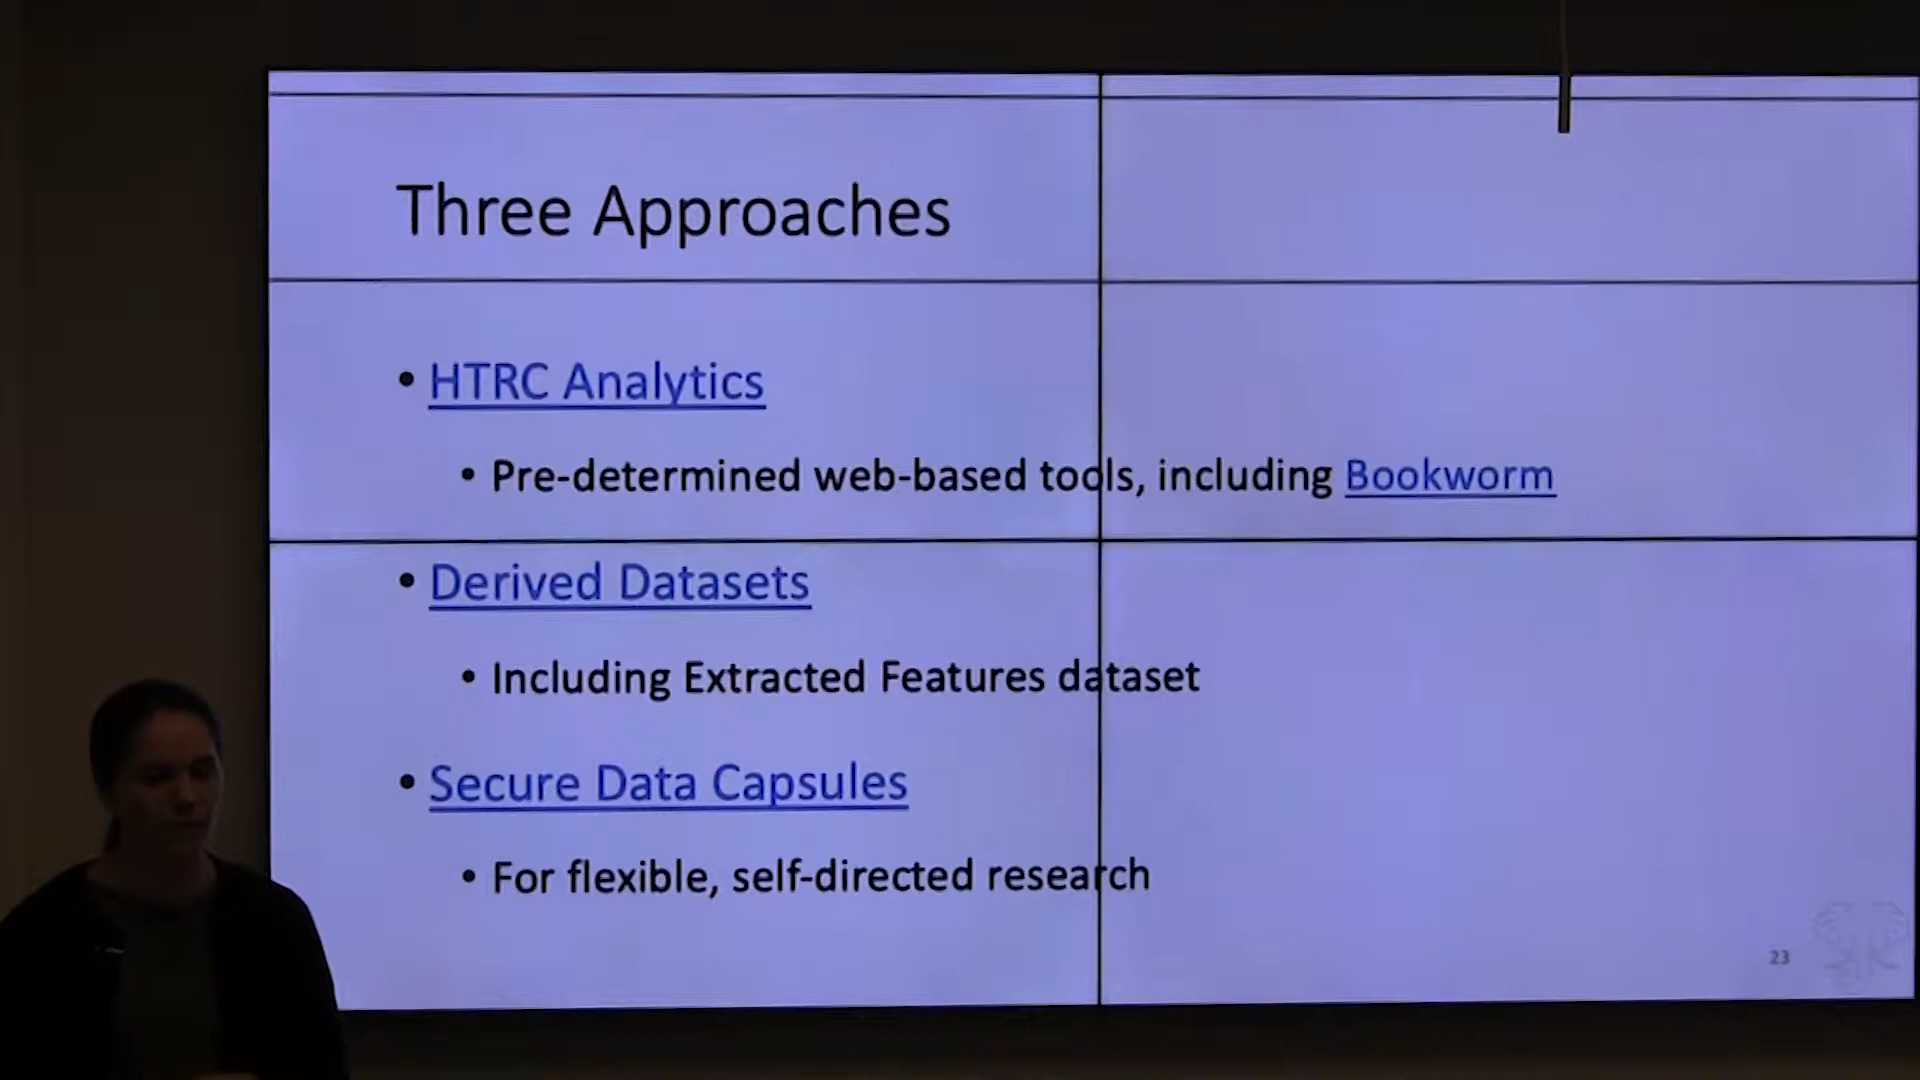 Three Approaches
• HTRC Analytics
• Pre-determined web-based tools, including Bookworm
• Derived Datasets
• Including Extracted Features dataset
• Secure Data Capsules
• For flexible, self-directed research
23